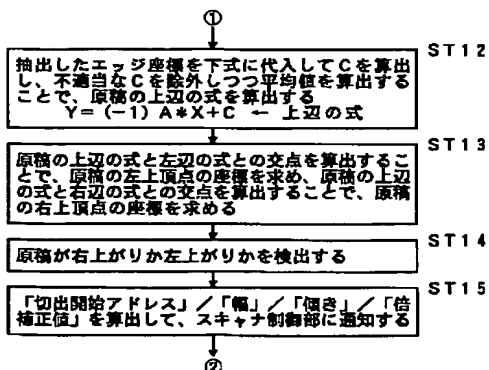 ①
ST12
抽出したエッジ座標を下式に代入してCを算出
し、不適当なCを除外しつつ平均値を算出する
ことで、原稿の上辺の式を算出する
Y=(-1)A*X+C ← 上辺の式
ST13
原稿の上辺の式と左辺の式との交点を算出するこ
とで、原稿の左上頂点の座標を求め、原稿の上辺
の式と右辺の式との交点を算出することで、原稿
の右上頂点の座標を求める
ST14
原稿が右上がりか左上がりかを検出する
ST15
「切出開始アドレス」/「幅」/「傾き」/「倍
補正値」を算出して、スキャナ制御部に通知する
②